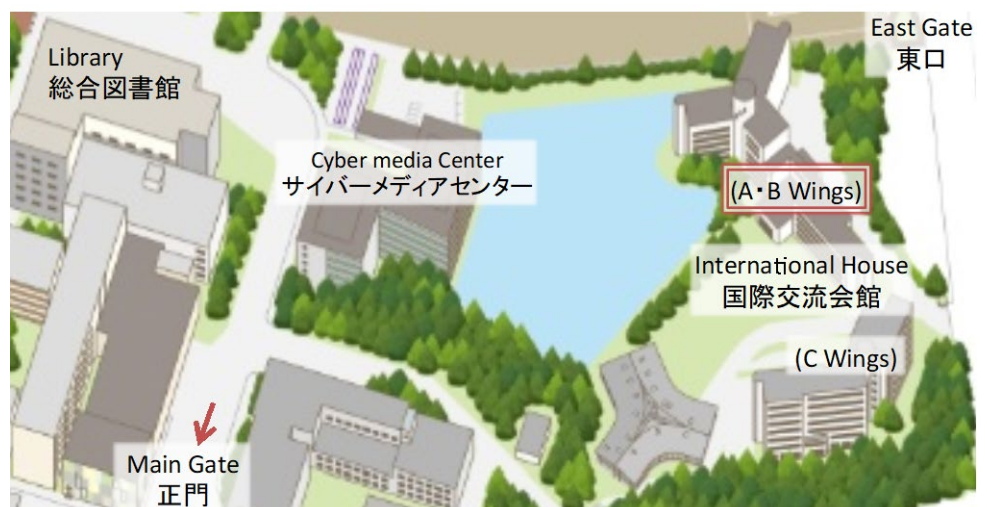 Library
総合図書館
East Gate
東口
Cyber media Center
サイバーメディアセンター
(A・B Wings)
International House
国際交流会館
(C Wings)
Main Gate
正門